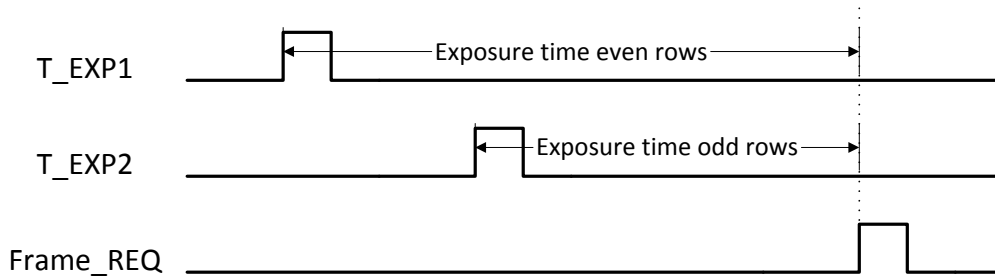 Exposure time even rows
T_EXP1
Exposure time odd rows
T_EXP2
Frame_REQ